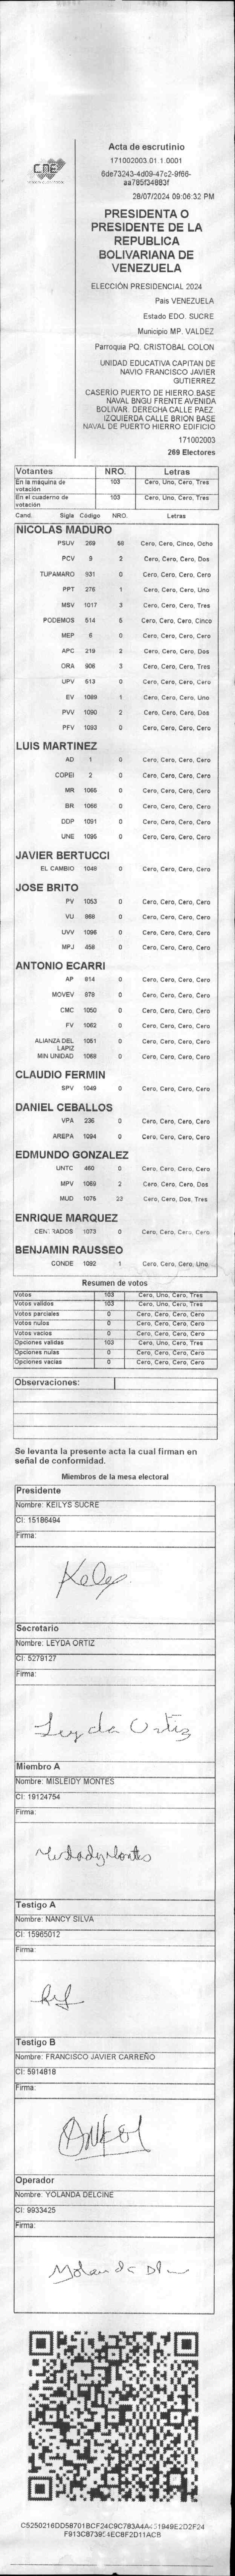 CNE
Acta de escrutinio
171002003.01.1.0001
6de73243-4d09-47c2-9f66-
aa765f34883f
28/07/2024 09:06:32 PM
PRESIDENTA O
PRESIDENTE DE LA
REPUBLICA
BOLIVARIANA DE
VENEZUELA
ELECCIÓN PRESIDENCIAL 2024
País VENEZUELA
Estado EDO. SUCRE
Municipio MP. VALDEZ
Parroquia PQ. CRISTOBAL COLON
UNIDAD EDUCATIVA CAPITAN DE
NAVIO FRANCISCO JAVIER
GUTIERREZ
CASERÍO PUERTO DE HIERRO BASE
NAVAL BNGU FRENTE AVENIDA
BOLIVAR. DERECHA CALLE PAEZ.
IZQUIERDA CALLE BRION BASE
NAVAL DE PUERTO HIERRO EDIFICIO
171002003
269 Electores
Votantes NRO. Letras
En la máquina de votación 103 Cero, Uno, Cero, Tres
En el cuaderno de votación 103 Cero, Uno, Cero, Tres
Cand. Sigla Código NRO. Letras
NICOLAS MADURO
PSUV 269 58 Cero, Cero, Cinco, Ocho
PCV 5 2 Cero, Cero, Cero, Dos
TUPAMARO 931 0 Cero, Cero, Cero, Cero
PPT 275 1 Cero, Cero, Cero, Uno
MSV 1017 3 Cero, Cero, Cero, Tres
PODEMOS 514 5 Cero, Cero, Cero, Cinco
MEP 6 0 Cero, Cero, Cero, Cero
APC 219 2 Cero, Cero, Cero, Dos
ORA 906 3 Cero, Cero, Cero, Tres
UPV 613 0 Cero, Cero, Cero, Cero
EV 1089 1 Cero, Cero, Cero, Uno
PVV 1090 2 Cero, Cero, Cero, Dos
PFV 1093 0 Cero, Cero, Cero, Cero
LUIS MARTINEZ
AD 1 0 Cero, Cero, Cero, Cero
COPEI 2 0 Cero, Cero, Cero, Cero
MR 1066 0 Cero, Cero, Cero, Cero
BR 1068 0 Cero, Cero, Cero, Cero
DDP 1091 0 Cero, Cero, Cero, Cero
UNE 1095 0 Cero, Cero, Cero, Cero
JAVIER BERTUCCI
EL CAMBIO 1048 0 Cero, Cero, Cero, Cero
JOSE BRITO
PV 1053 0 Cero, Cero, Cero, Cero
VU 868 0 Cero, Cero, Cero, Cero
UVV 1096 0 Cero, Cero, Cero, Cero
MPJ 458 0 Cero, Cero, Cero, Cero
ANTONIO ECARRI
AP 814 0 Cero, Cero, Cero, Cero
MOVEV 878 0 Cero, Cero, Cero, Cero
CMC 1050 0 Cero, Cero, Cero, Cero
FV 1062 0 Cero, Cero, Cero, Cero
ALIANZA DEL LAPIZ 1051 0 Cero, Cero, Cero, Cero
MIN UNIDAD 1068 0 Cero, Cero, Cero, Cero
CLAUDIO FERMIN
SPV 1049 0 Cero, Cero, Cero, Cero
DANIEL CEBALLOS
VPA 236 0 Cero, Cero, Cero, Cero
AREPA 1094 0 Cero, Cero, Cero, Cero
EDMUNDO GONZALEZ
UNTC 460 0 Cero, Cero, Cero, Cero
MPV 1069 2 Cero, Cero, Cero, Dos
MUD 1075 23 Cero, Cero, Dos, Tres
ENRIQUE MARQUEZ
CENTRADOS 1073 0 Cero, Cero, Cero, Cero
BENJAMIN RAUSSEO
CONDE 1092 1 Cero, Cero, Cero, Uno
Resumen de votos
Votos 103 Cero, Uno, Cero, Tres
Votos validos 103 Cero, Uno, Cero, Tres
Votos parciales 0 Cero, Cero, Cero, Cero
Votos nulos 0 Cero, Cero, Cero, Cero
Votos vacios 0 Cero, Cero, Cero, Cero
Opciones validas 103 Cero, Uno, Cero, Tres
Opciones nulas 0 Cero, Cero, Cero, Cero
Opciones vacias 0 Cero, Cero, Cero, Cero
Observaciones:
Se levanta la presente acta la cual firman en
señal de conformidad.
Miembros de la mesa electoral
Presidente
Nombre: KEILYS SUCRE
CI: 15186494
Firma:
Secretario
Nombre: LEYDA ORTIZ
CI: 5279127
Firma:
Leyda Ortiz
Miembro A
Nombre: MISLEIDY MONTES
CI: 19124754
Firma:
Testigo A
Nombre: NANCY SILVA
CI: 15965012
Firma:
Testigo B
Nombre: FRANCISCO JAVIER CARREÑO
CI: 5914818
Firma:
Operador
Nombre: YOLANDA DELCINE
CI: 9933425
Firma: